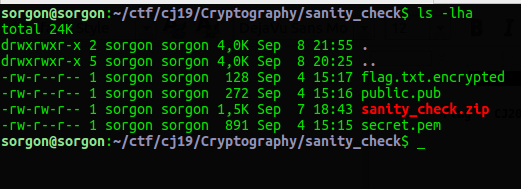 sorgon@sorgon:~/ctf/cj19/Cryptography/sanity_check$ ls -lha
total 24K
drwxrwxr-x 2 sorgon sorgon 4,0K Sep  8 21:55 .
drwxrwxr-x 5 sorgon sorgon 4,0K Sep  8 20:25 ..
-rw-r--r-- 1 sorgon sorgon  128 Sep  4 15:17 flag.txt.encrypted
-rw-r--r-- 1 sorgon sorgon  272 Sep  4 15:16 public.pub
-rw-rw-r-- 1 sorgon sorgon 1,5K Sep  7 18:43 sanity_check.zip
-rw-r--r-- 1 sorgon sorgon  891 Sep  4 15:15 secret.pem
sorgon@sorgon:~/ctf/cj19/Cryptography/sanity_check$ _